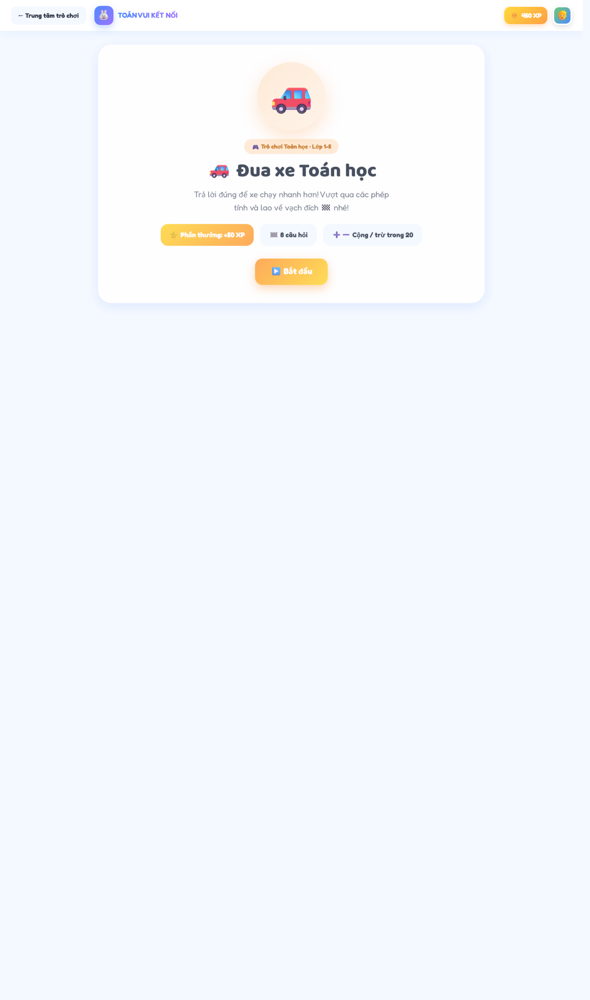 ← Trung tâm trò chơi
TOÁN VUI KẾT NỐI
450 XP
Trò chơi Toán học · Lớp 1-5
Đua xe Toán học
Trả lời đúng để xe chạy nhanh hơn! Vượt qua các phép
tính và lao về vạch đích 🏁 nhé!
⭐ Phần thưởng: +50 XP
🏁 8 câu hỏi
➕ ➖ Cộng / trừ trong 20
▶️ Bắt đầu